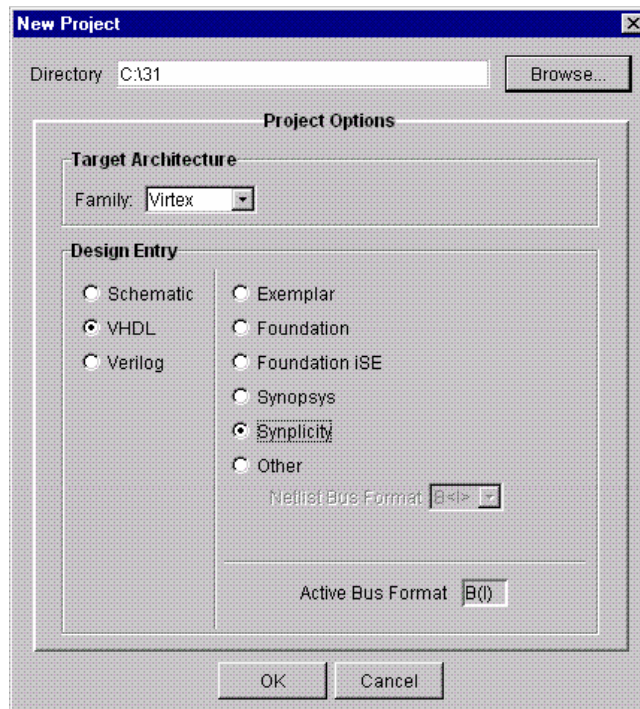 New Project
Directory C:\31 Browse...
Project Options
Target Architecture
Family: Virtex
Design Entry
Schematic Exemplar
VHDL Foundation
Verilog Foundation iSE
Synopsys
Synplicity
Other
Netlist Bus Format B<I>
Active Bus Format B(I)
OK Cancel